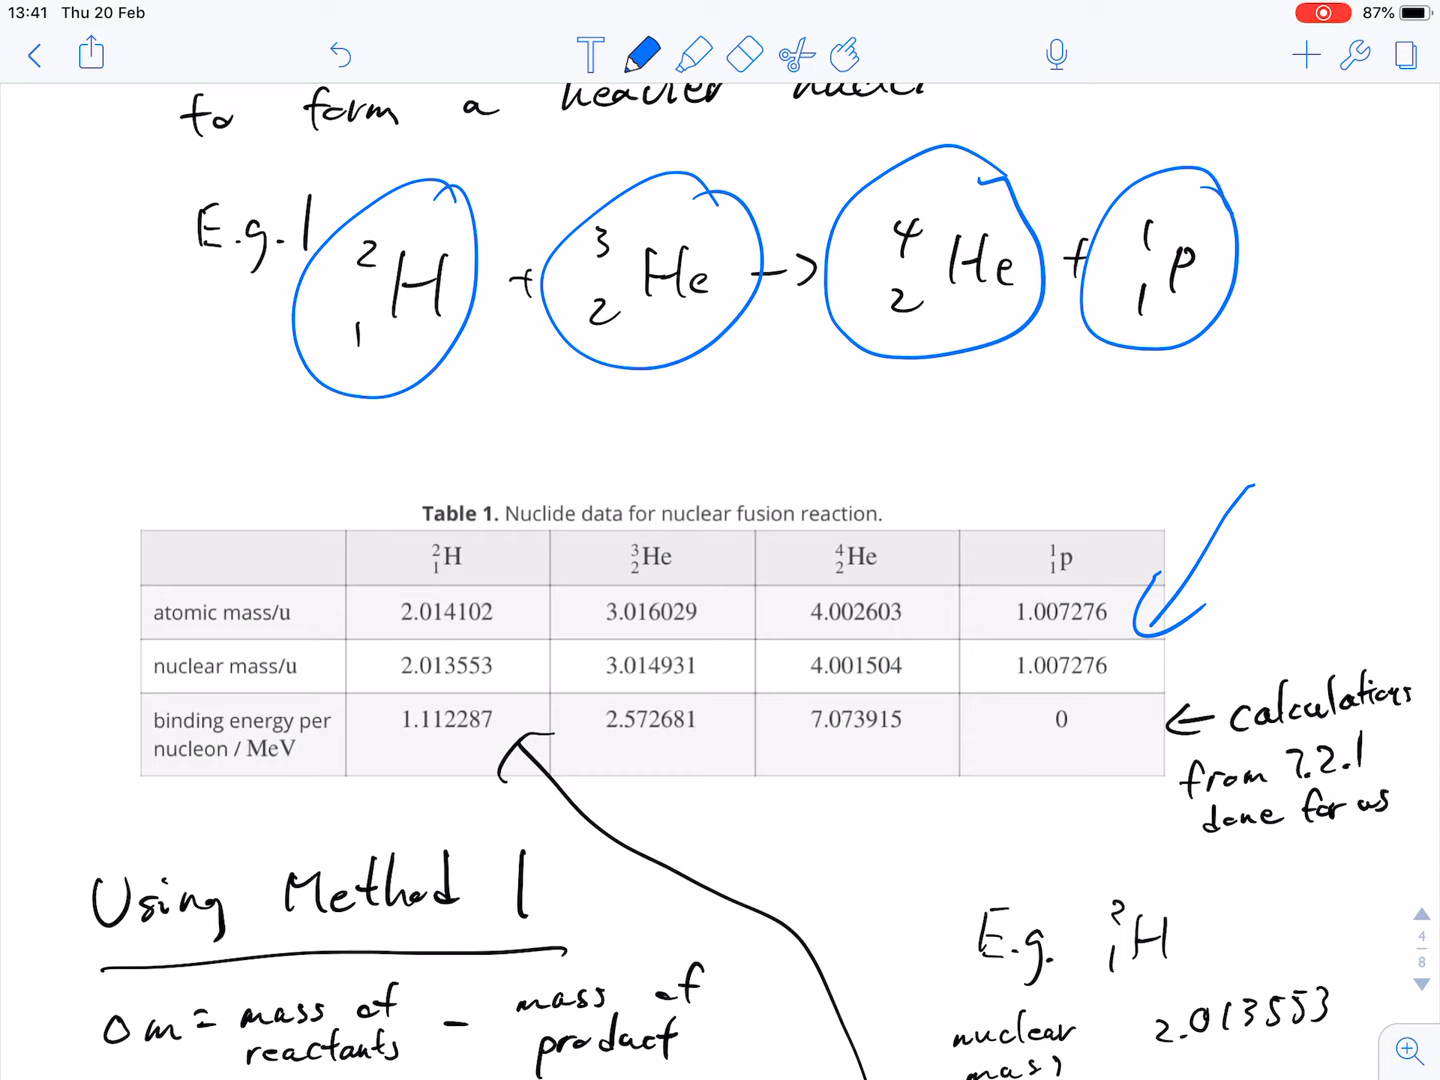 13:41 Thu 20 Feb
87%
T
to form a heavier nuclei
E.g.1 ²₁H + ³₂He -> ⁴₂He + ¹₁p
Table 1. Nuclide data for nuclear fusion reaction.
²₁H ³₂He ⁴₂He ¹₁p
atomic mass/u 2.014102 3.016029 4.002603 1.007276
nuclear mass/u 2.013553 3.014931 4.001504 1.007276
binding energy per nucleon / MeV 1.112287 2.572681 7.073915 0
← calculations
from 7.2.1
done for us
Using Method 1
Δm = mass of reactants - mass of product
E.g. ²₁H
nuclear mass 2.013553
4
8